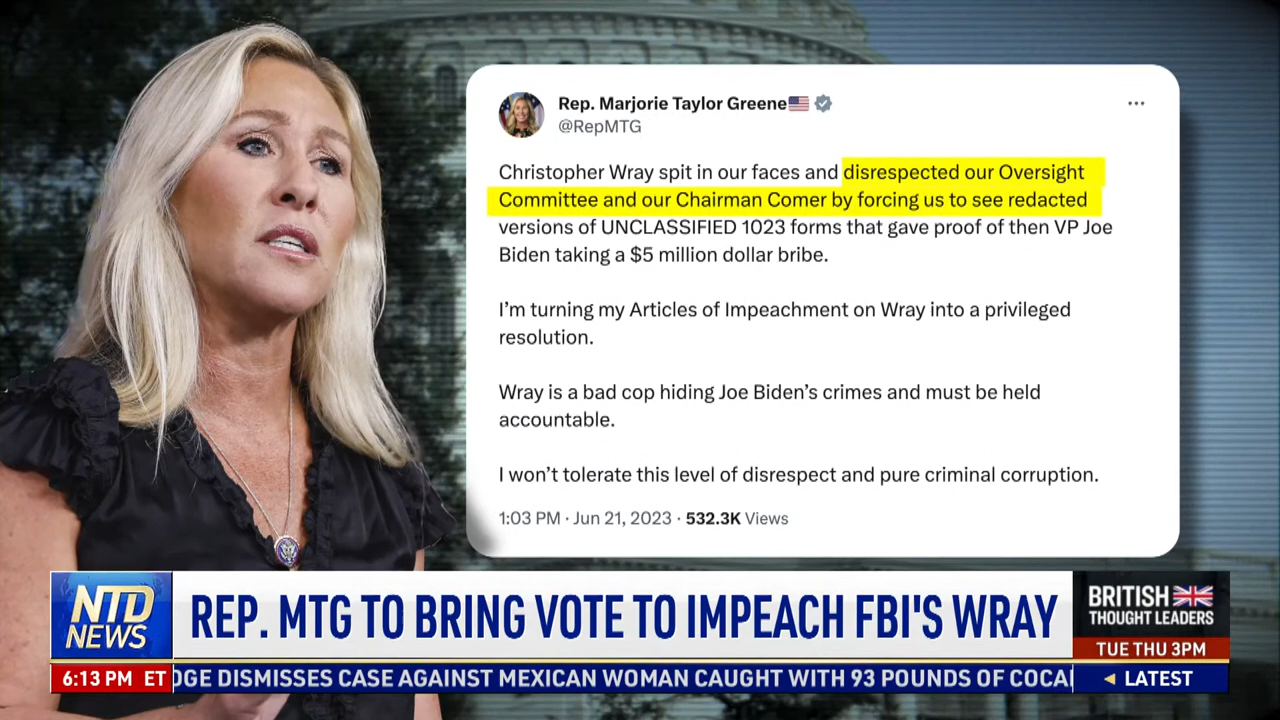 Rep. Marjorie Taylor Greene
@RepMTG
Christopher Wray spit in our faces and disrespected our Oversight
Committee and our Chairman Comer by forcing us to see redacted
versions of UNCLASSIFIED 1023 forms that gave proof of then VP Joe
Biden taking a $5 million dollar bribe.
I’m turning my Articles of Impeachment on Wray into a privileged
resolution.
Wray is a bad cop hiding Joe Biden’s crimes and must be held
accountable.
I won’t tolerate this level of disrespect and pure criminal corruption.
1:03 PM · Jun 21, 2023 · 532.3K Views
NTD
NEWS
REP. MTG TO BRING VOTE TO IMPEACH FBI'S WRAY
BRITISH
THOUGHT LEADERS
TUE THU 3PM
6:13 PM ET
DGE DISMISSES CASE AGAINST MEXICAN WOMAN CAUGHT WITH 93 POUNDS OF COCA
LATEST